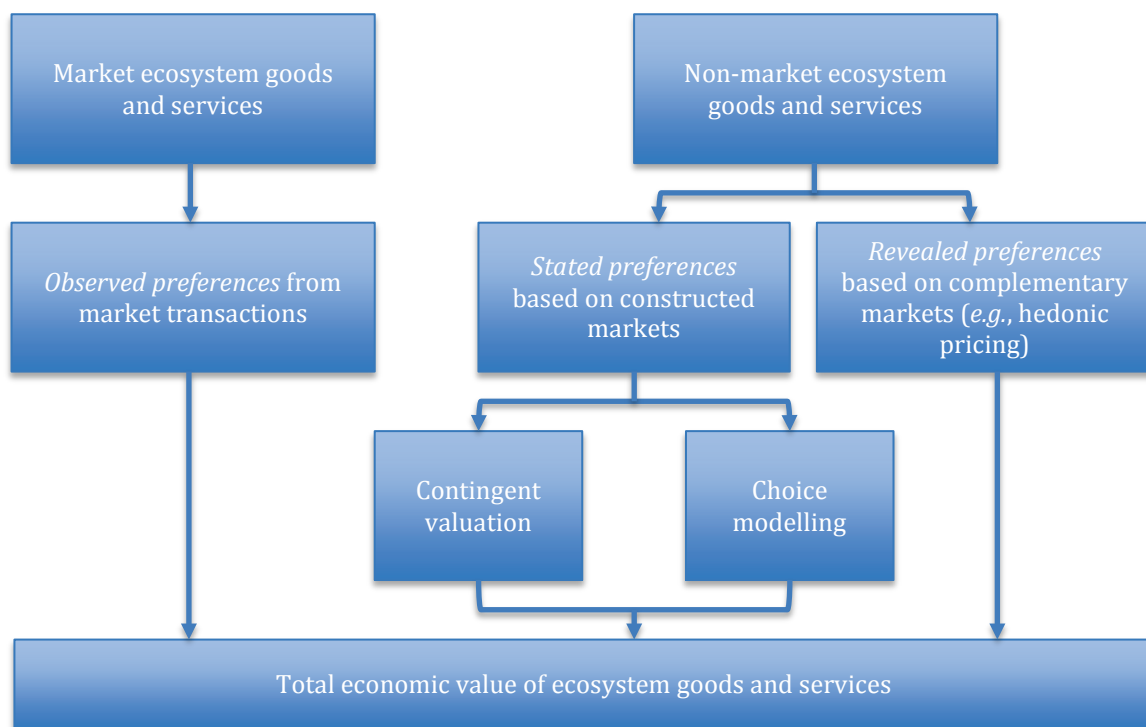 Market ecosystem goods
and services
Non-market ecosystem
goods and services
Observed preferences from
market transactions
Stated preferences
based on constructed
markets
Revealed preferences
based on complementary
markets (e.g., hedonic
pricing)
Contingent
valuation
Choice
modelling
Total economic value of ecosystem goods and services